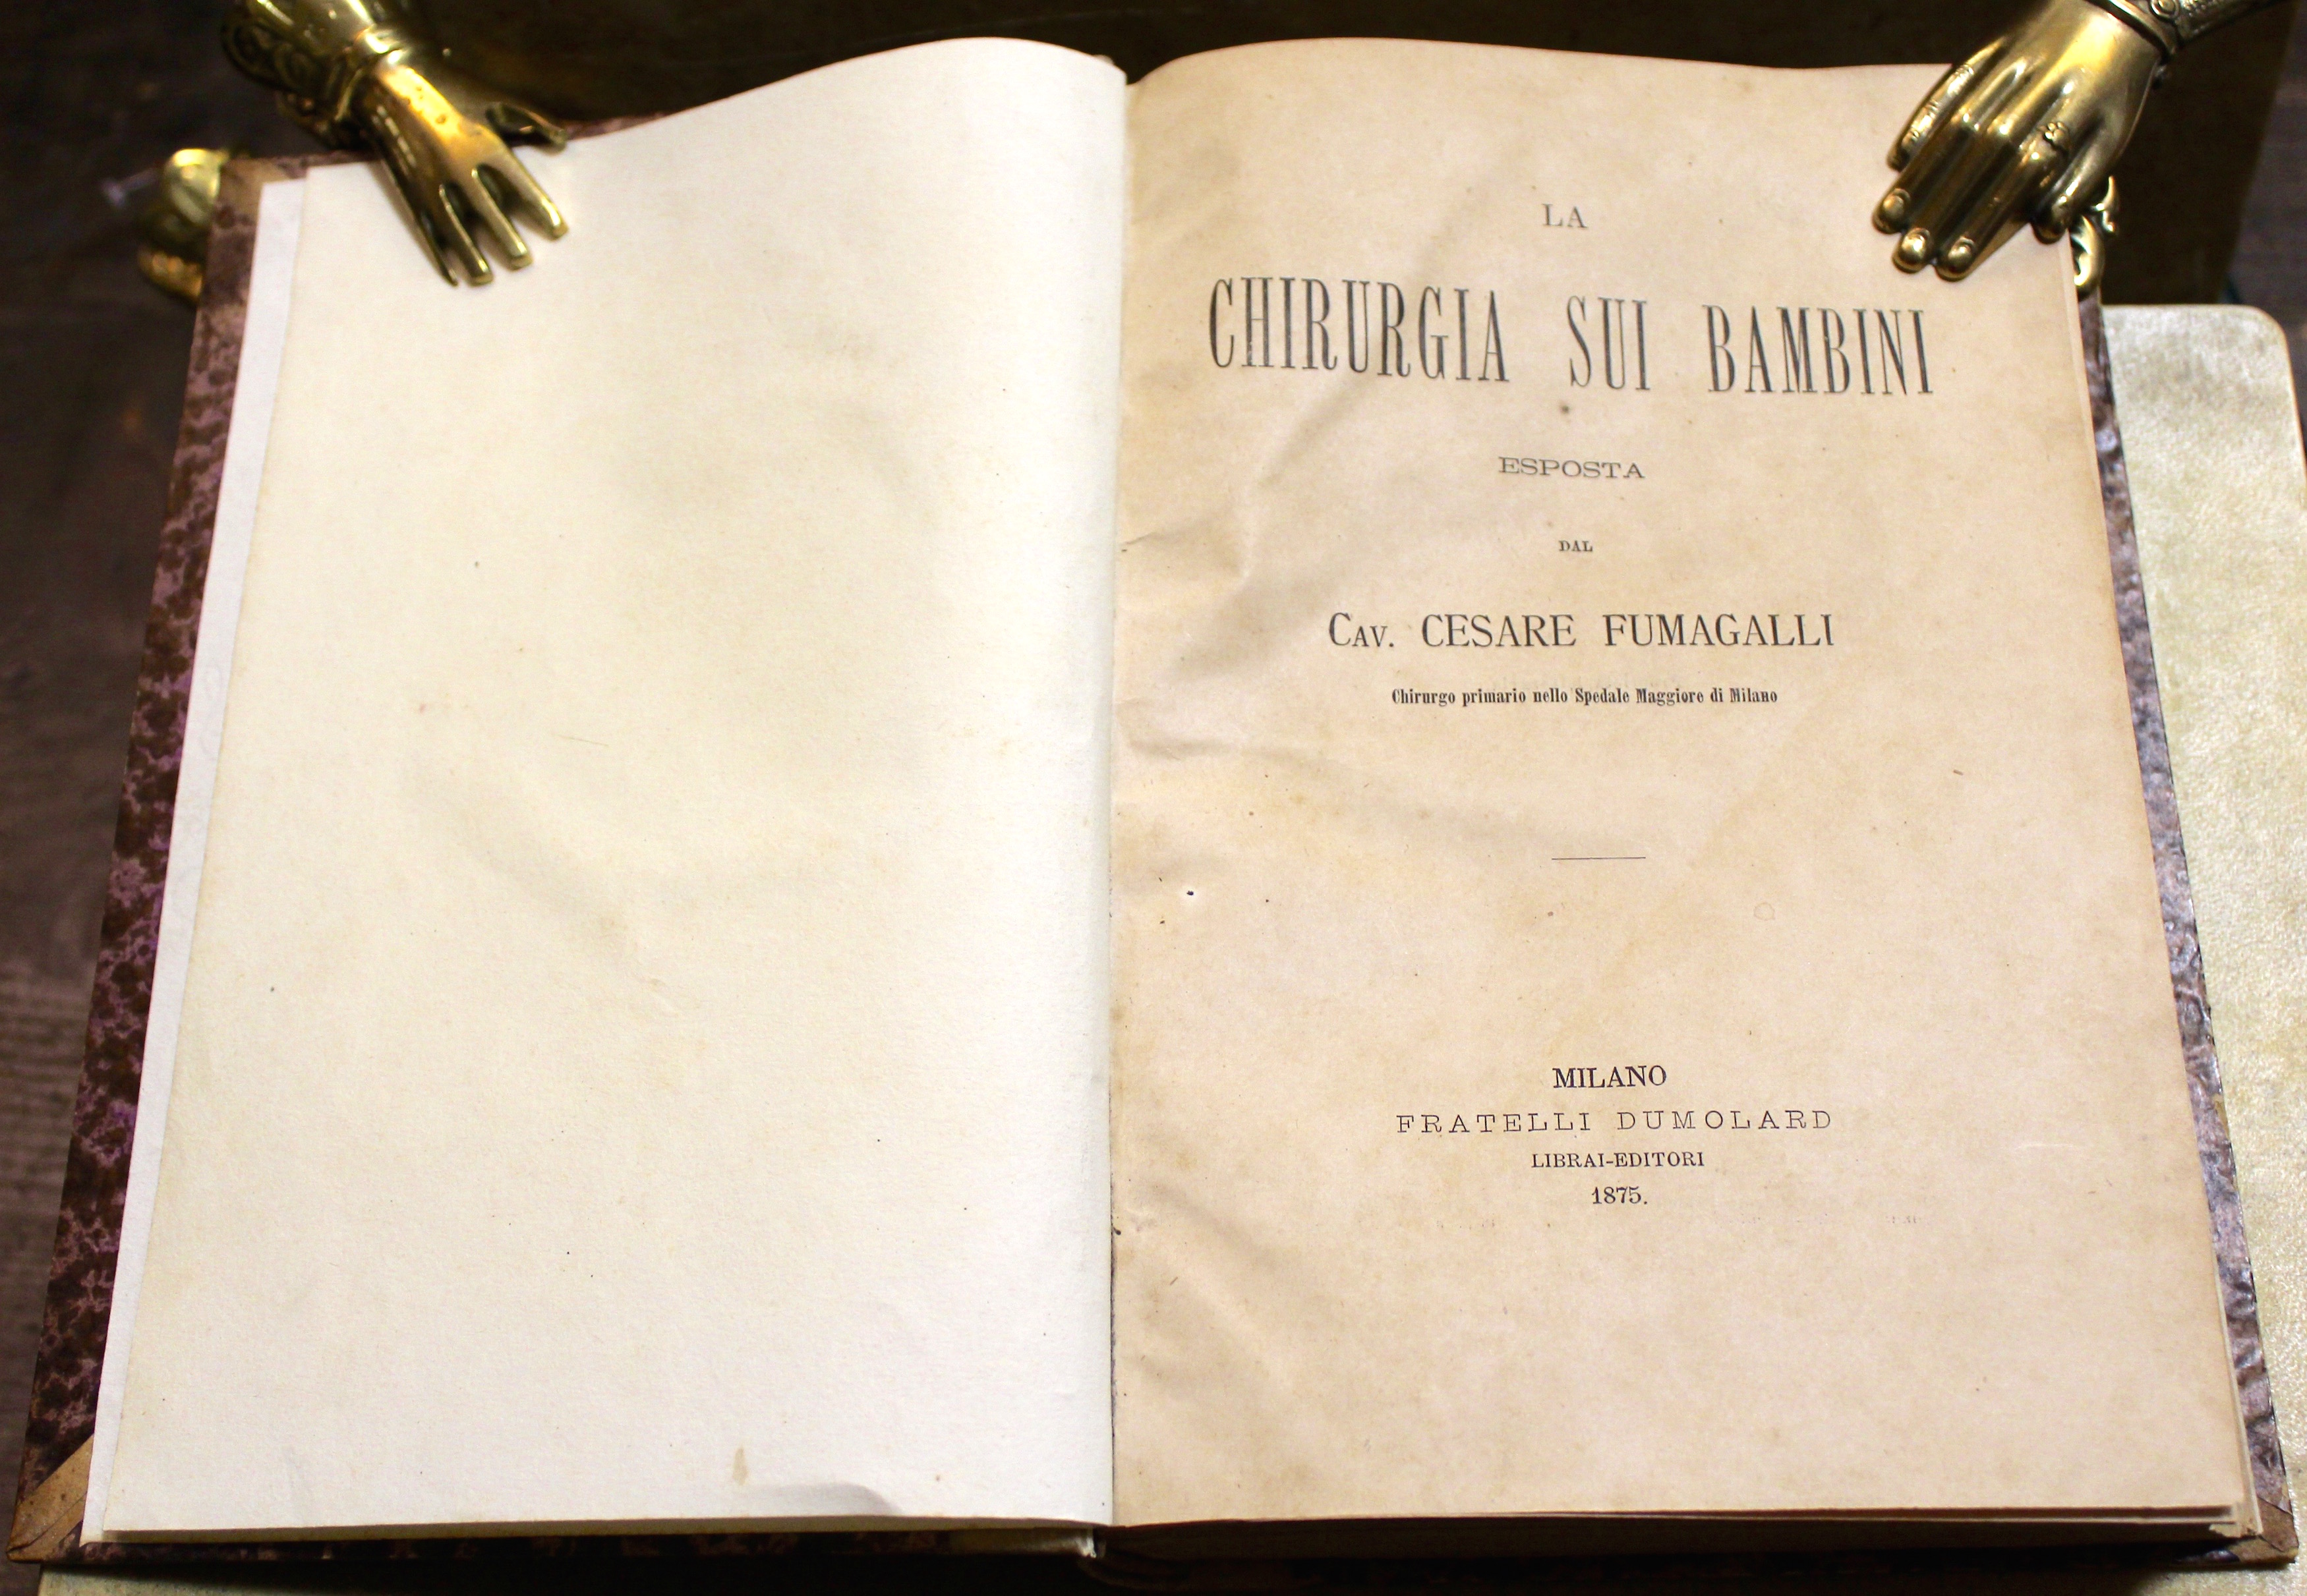 LA
CHIRURGIA SUI BAMBINI
ESPOSTA
DAL
CAV. CESARE FUMAGALLI
Chirurgo primario nello Spedale Maggiore di Milano
MILANO
FRATELLI DUMOLARD
LIBRAI-EDITORI
1875.